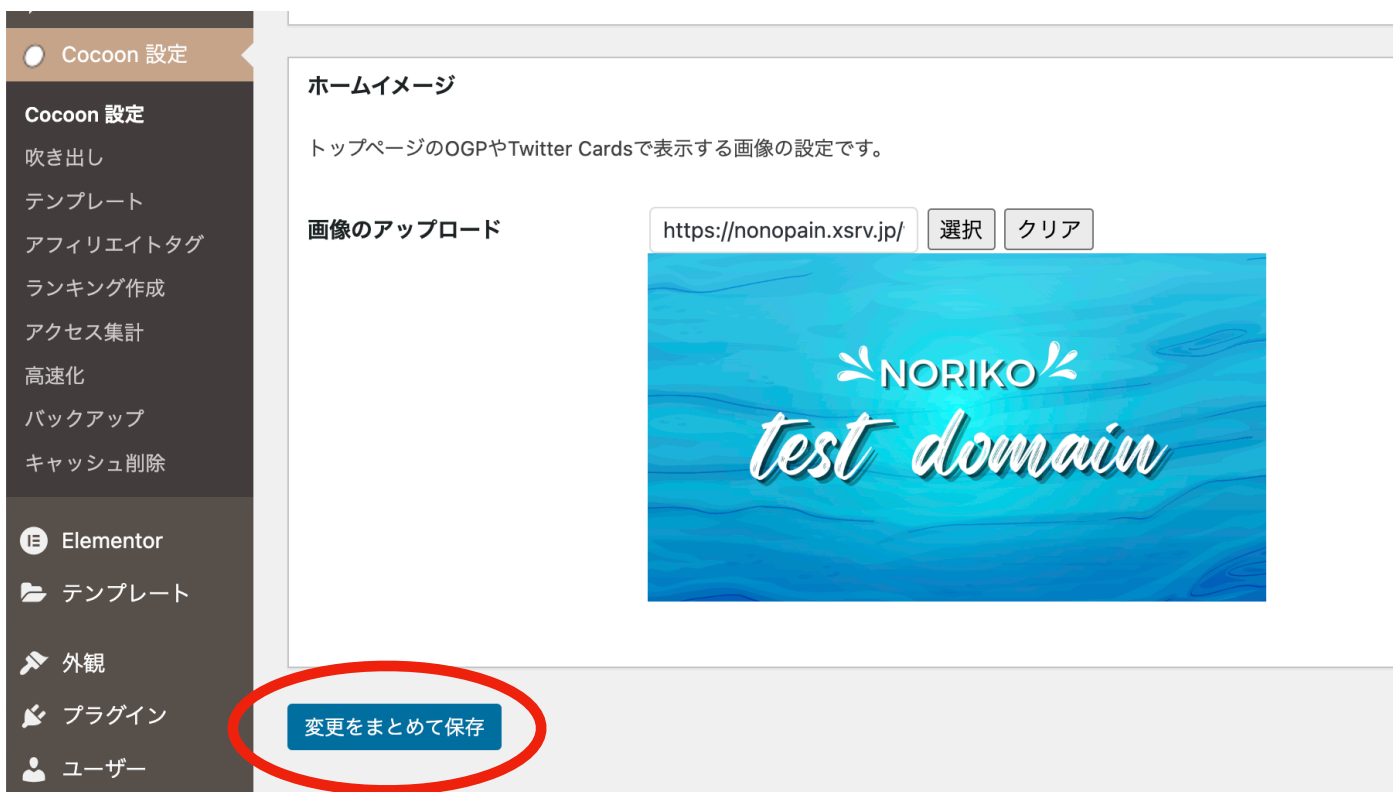 Cocoon 設定
Cocoon 設定
吹き出し
テンプレート
アフィリエイトタグ
ランキング作成
アクセス集計
高速化
バックアップ
キャッシュ削除
Elementor
テンプレート
外観
プラグイン
ユーザー
ホームイメージ
トップページのOGPやTwitter Cardsで表示する画像の設定です。
画像のアップロード
https://nonopain.xsrv.jp/
選択
クリア
NORIKO
test domain
変更をまとめて保存